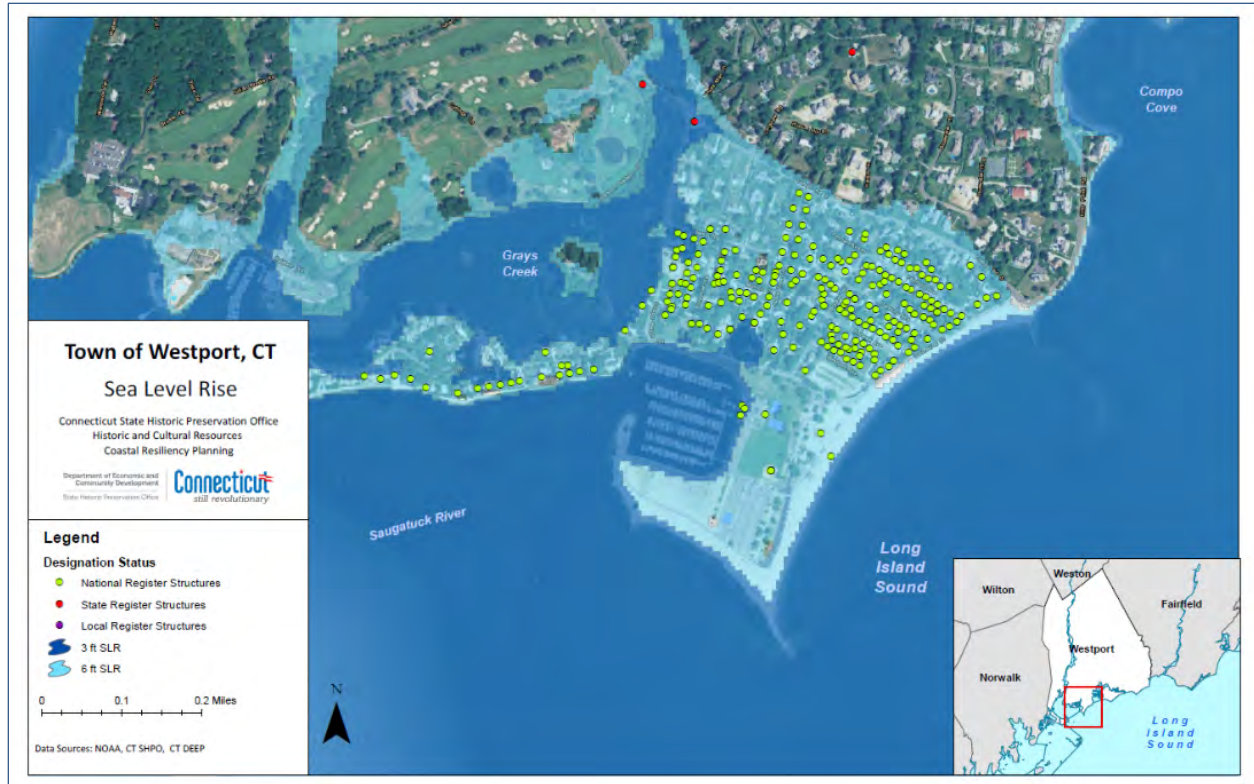 Compo
Cove
Grays
Creek
Saugatuck River
Long
Island
Sound
Town of Westport, CT
Sea Level Rise
Connecticut State Historic Preservation Office
Historic and Cultural Resources
Coastal Resiliency Planning
Department of Economic and
Community Development
State Historic Preservation Office
Connecticut
still revolutionary
Legend
Designation Status
National Register Structures
State Register Structures
Local Register Structures
3 ft SLR
6 ft SLR
0 0.1 0.2 Miles
Data Sources: NOAA, CT SHPO, CT DEEP
N
Weston
Wilton
Fairfield
Westport
Norwalk
Long
Island
Sound